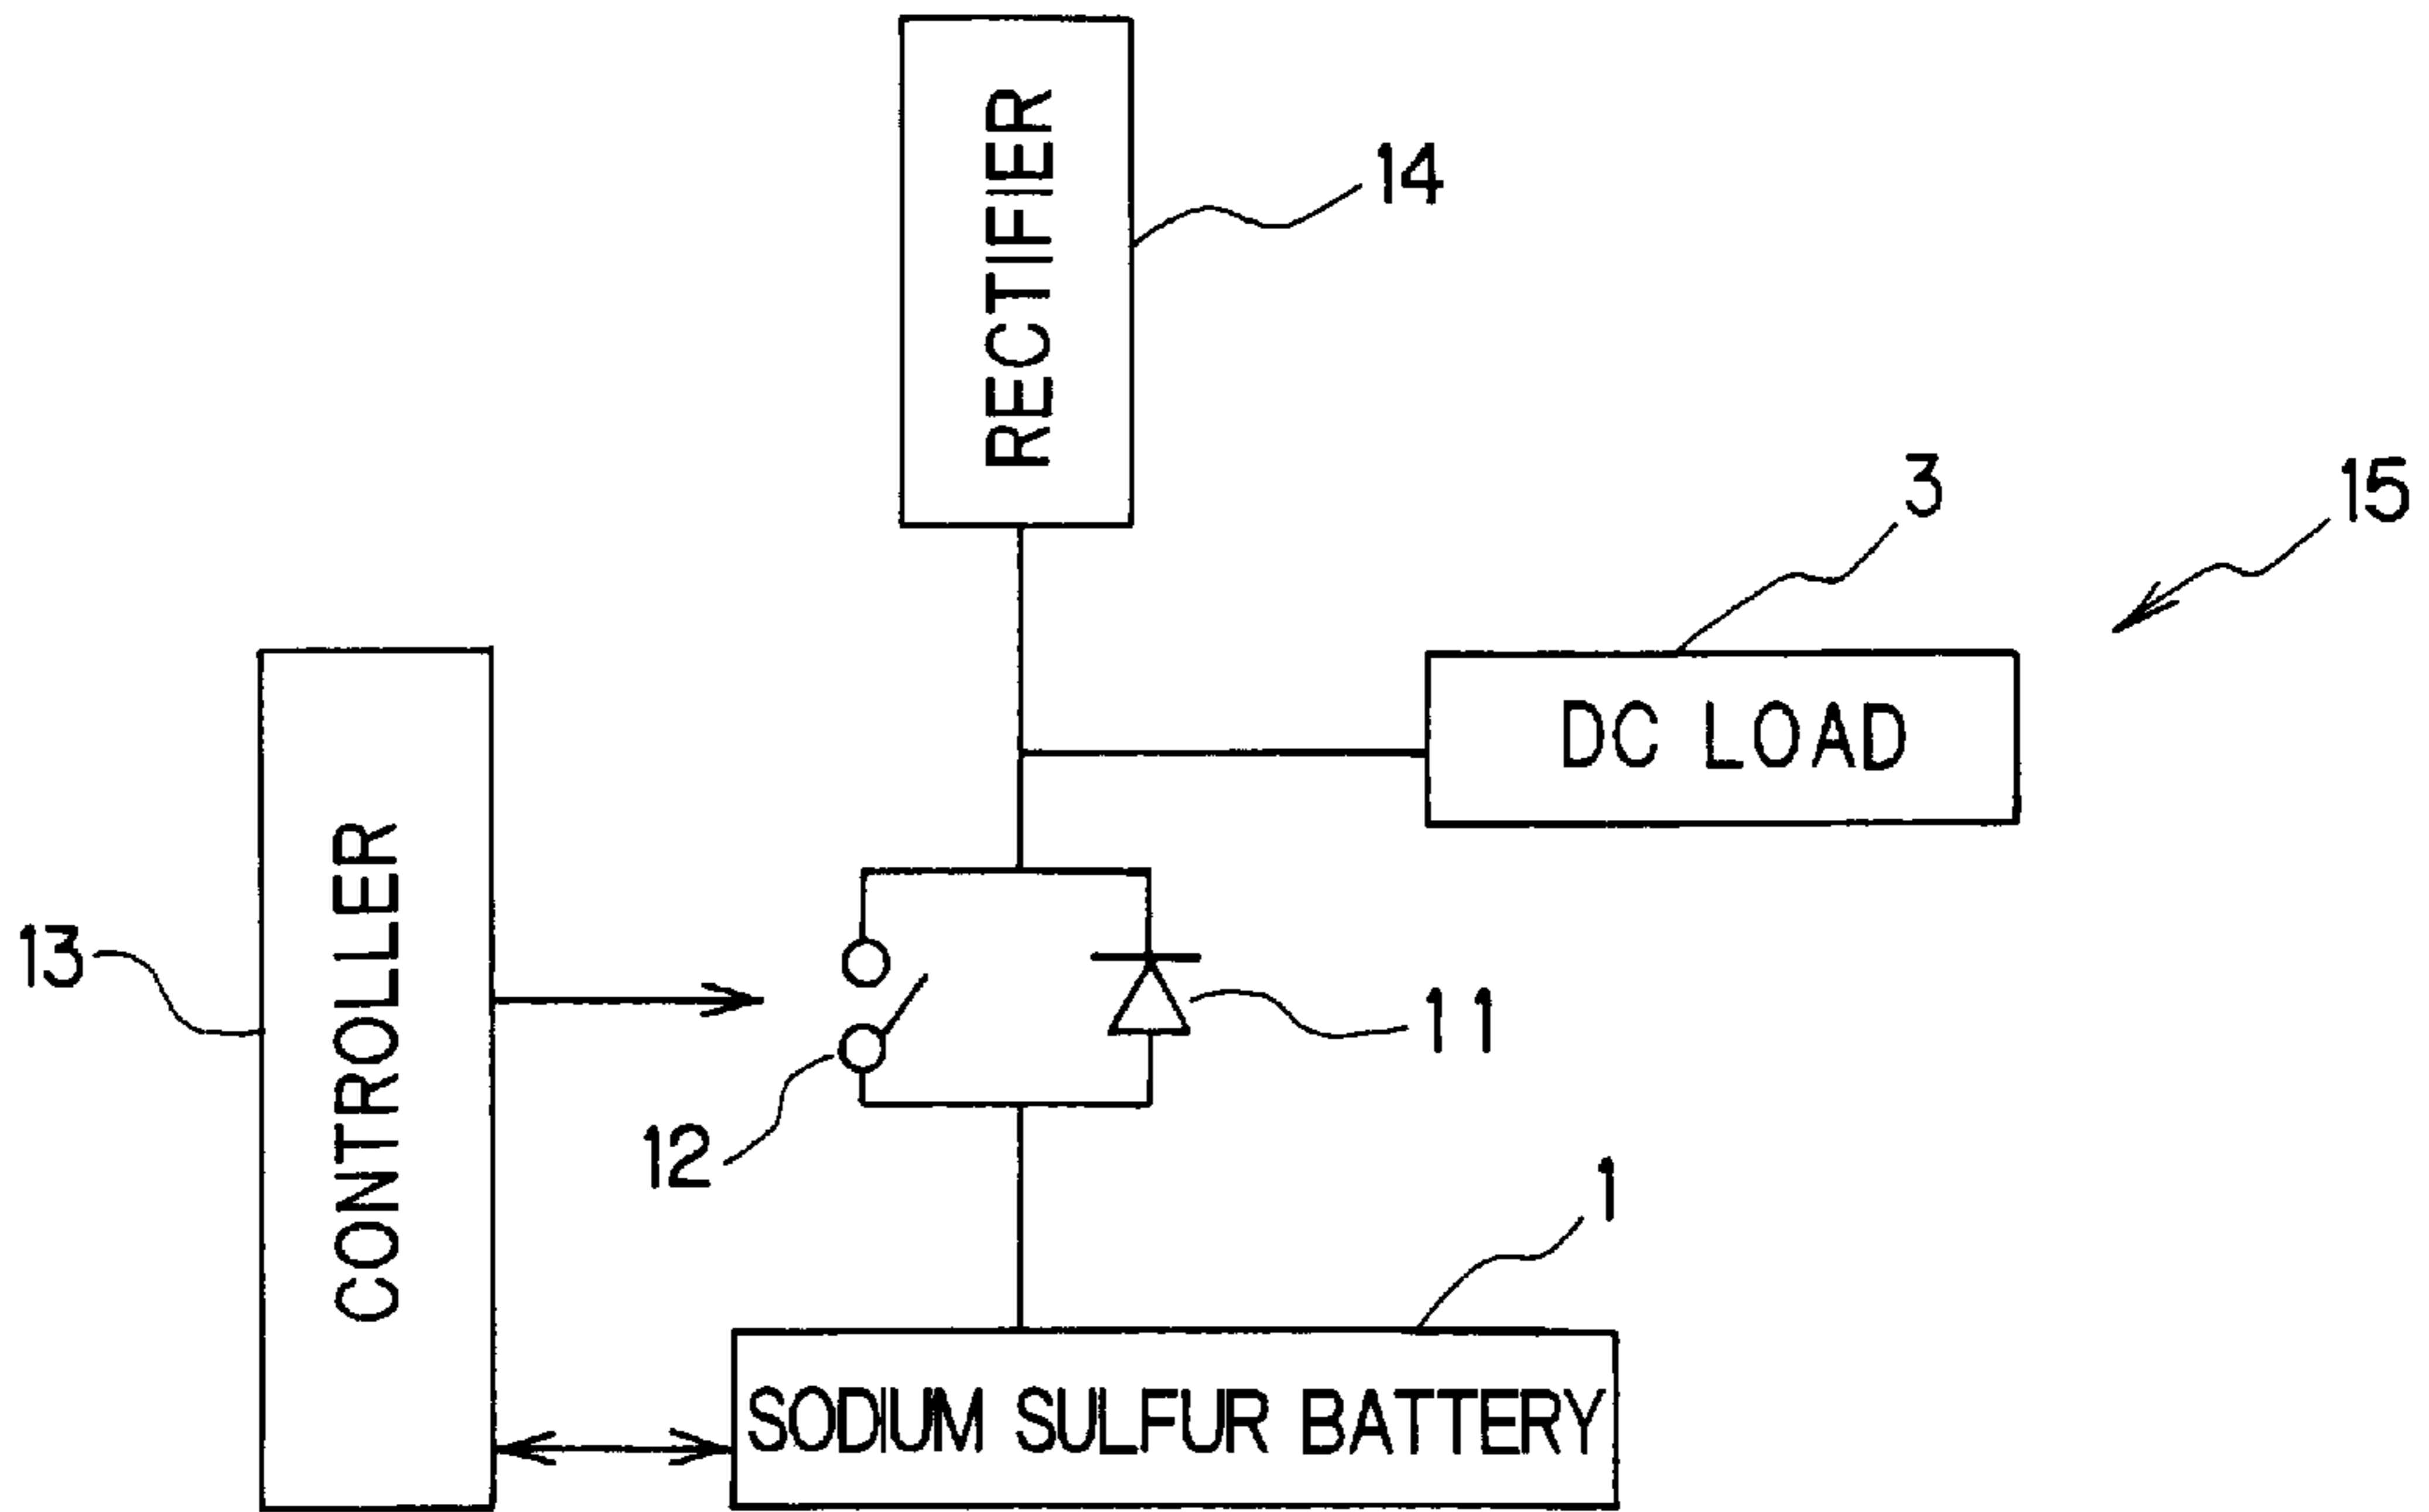 RECTIFIER
14
3
15
DC LOAD
CONTROLLER
13
11
12
1
SODIUM SULFUR BATTERY